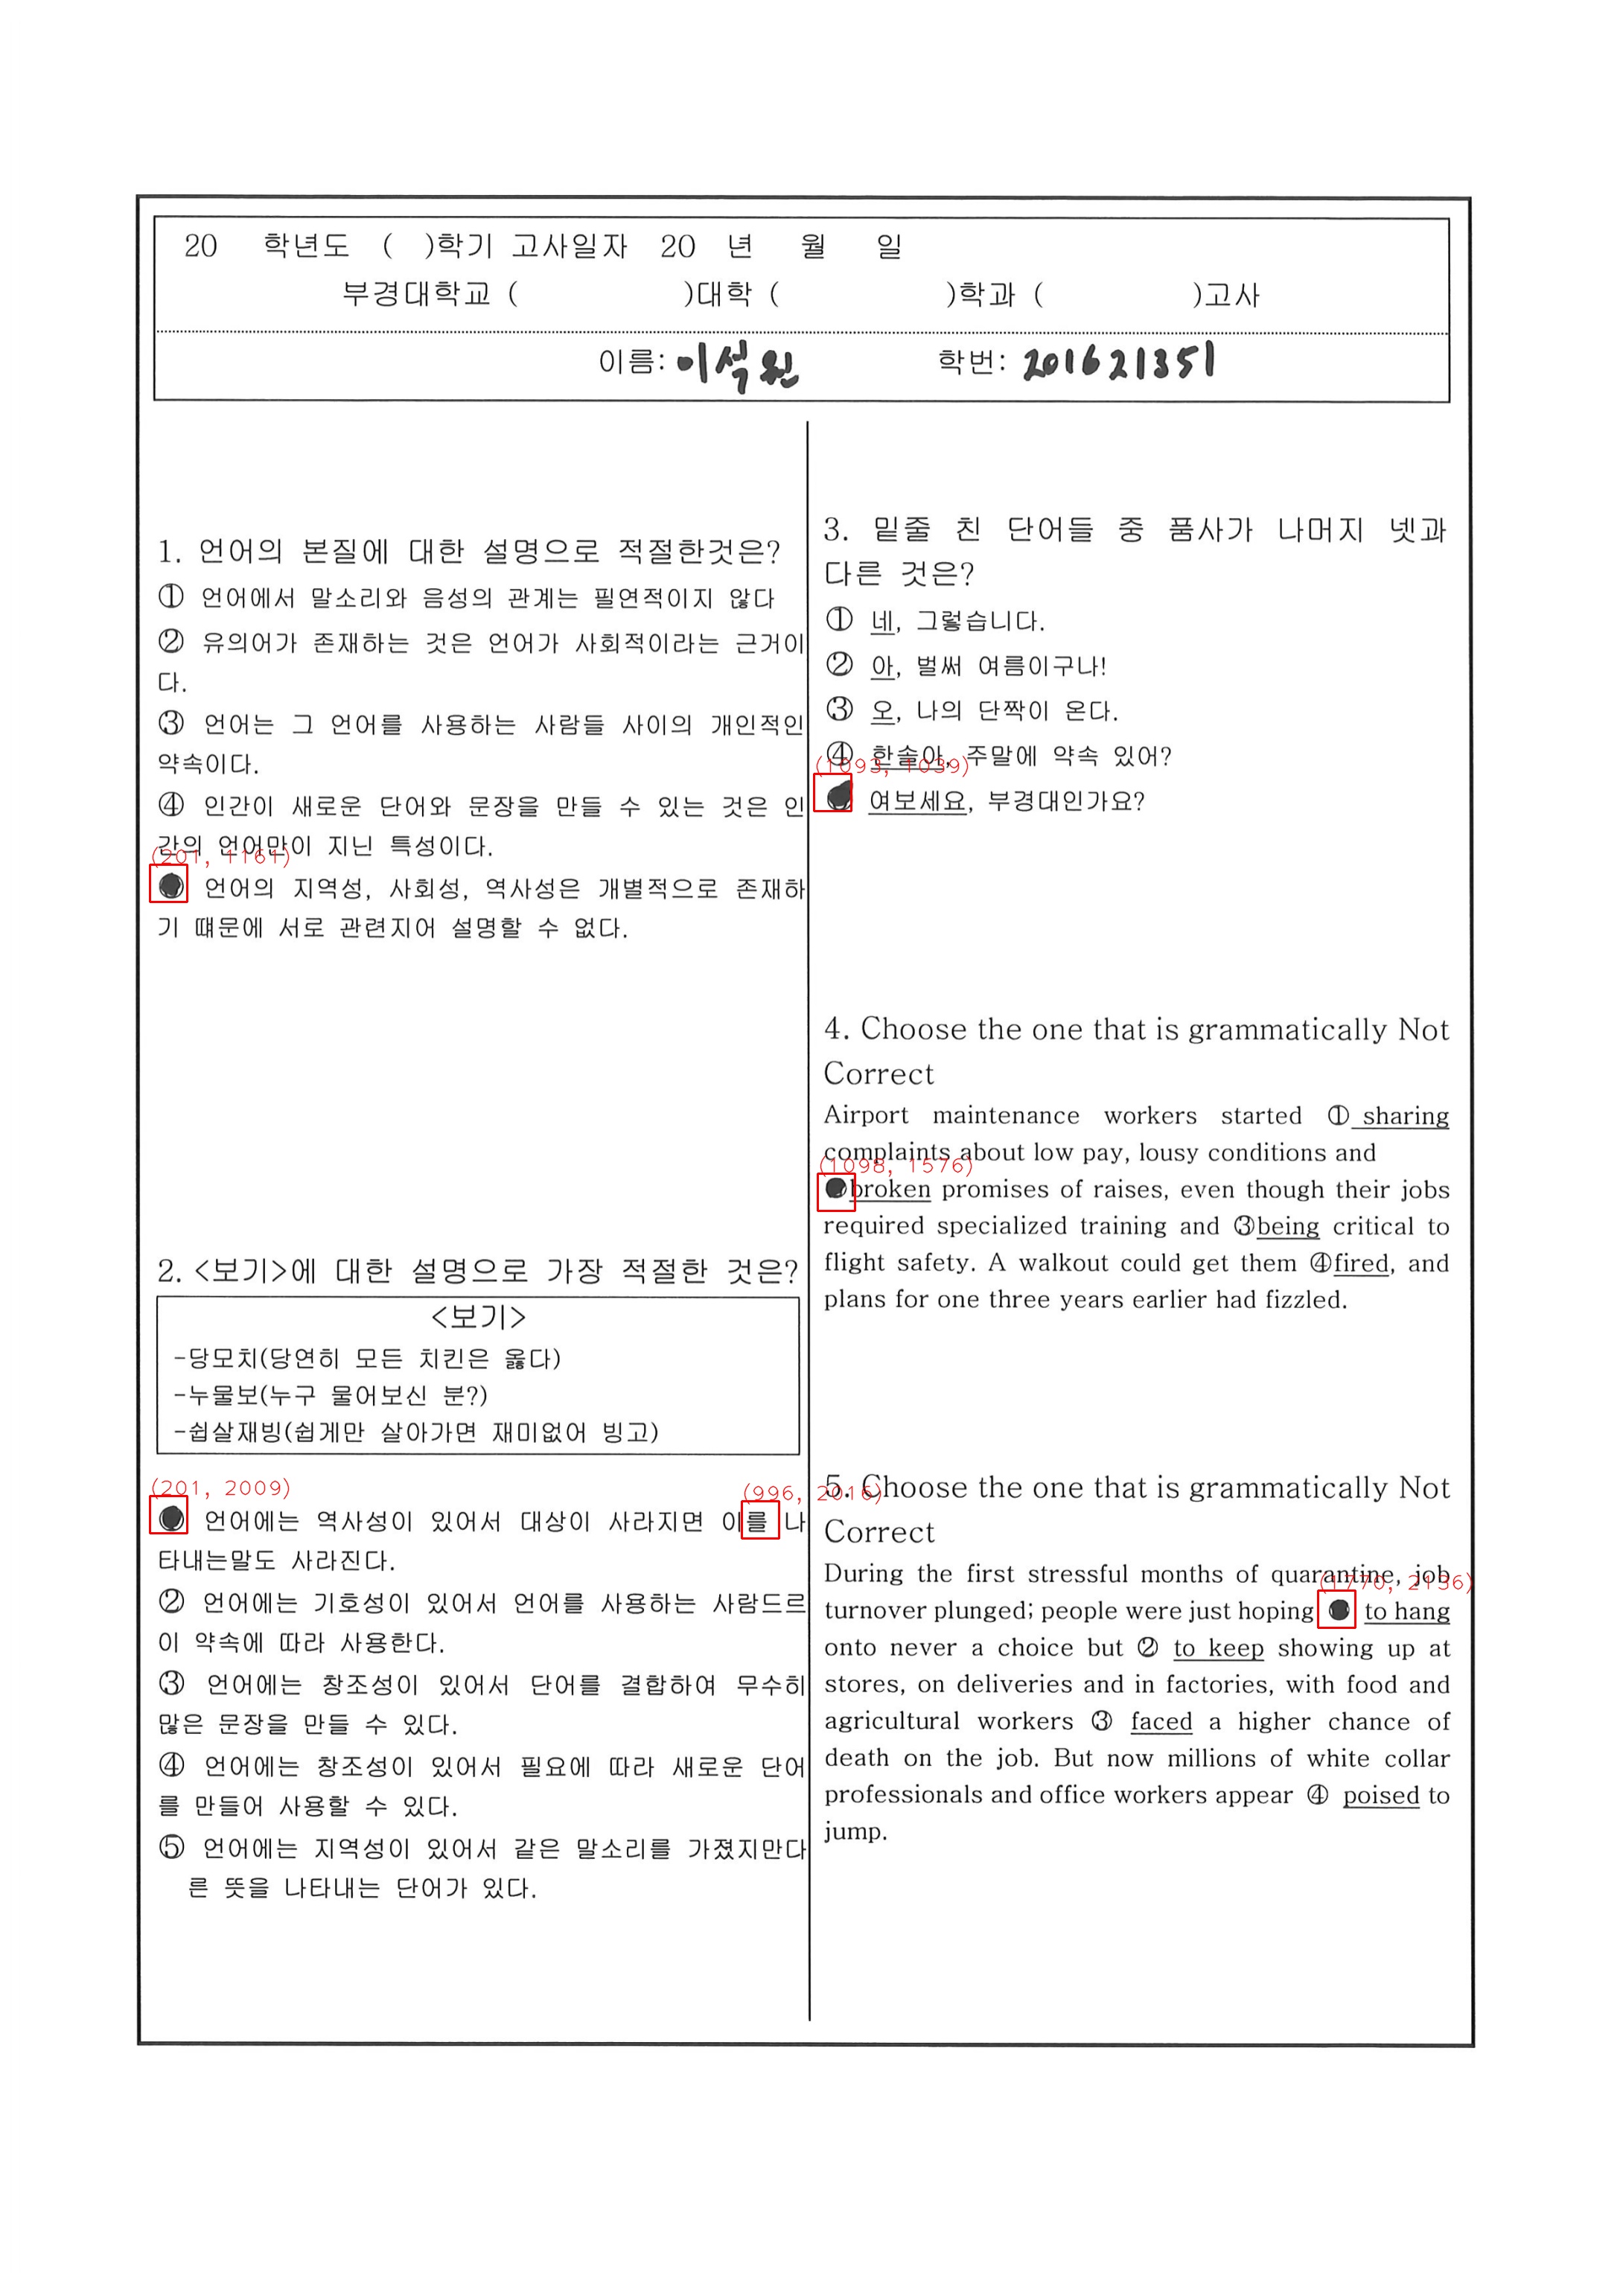 20 학년도 ( )학기 고사일자 20 년 월 일
부경대학교 ( )대학 ( )학과 ( )고사
이름: 이석원 학번: 201621351
1. 언어의 본질에 대한 설명으로 적절한것은?
① 언어에서 말소리와 음성의 관계는 필연적이지 않다
② 유의어가 존재하는 것은 언어가 사회적이라는 근거이
다.
③ 언어는 그 언어를 사용하는 사람들 사이의 개인적인
약속이다.
④ 인간이 새로운 단어와 문장을 만들 수 있는 것은 인
간의 언어만이 지닌 특성이다.
(201, 1161)
언어의 지역성, 사회성, 역사성은 개별적으로 존재하
기 떄문에 서로 관련지어 설명할 수 없다.
2. <보기>에 대한 설명으로 가장 적절한 것은?
<보기>
-당모치(당연히 모든 치킨은 옳다)
-누물보(누구 물어보신 분?)
-쉽살재빙(쉽게만 살아가면 재미없어 빙고)
(201, 2009) (996, 2016)
언어에는 역사성이 있어서 대상이 사라지면 이를 나
타내는말도 사라진다.
② 언어에는 기호성이 있어서 언어를 사용하는 사람드르
이 약속에 따라 사용한다.
③ 언어에는 창조성이 있어서 단어를 결합하여 무수히
많은 문장을 만들 수 있다.
④ 언어에는 창조성이 있어서 필요에 따라 새로운 단어
를 만들어 사용할 수 있다.
⑤ 언어에는 지역성이 있어서 같은 말소리를 가졌지만다
른 뜻을 나타내는 단어가 있다.
3. 밑줄 친 단어들 중 품사가 나머지 넷과
다른 것은?
① 네, 그렇습니다.
② 아, 벌써 여름이구나!
③ 오, 나의 단짝이 온다.
④ 한솔아, 주말에 약속 있어?
(1093, 1039)
여보세요, 부경대인가요?
4. Choose the one that is grammatically Not
Correct
Airport maintenance workers started ① sharing
complaints about low pay, lousy conditions and
(1098, 1576)
broken promises of raises, even though their jobs
required specialized training and ③being critical to
flight safety. A walkout could get them ④fired, and
plans for one three years earlier had fizzled.
5. Choose the one that is grammatically Not
Correct
During the first stressful months of quarantine, job
(1770, 2136)
turnover plunged; people were just hoping to hang
onto never a choice but ② to keep showing up at
stores, on deliveries and in factories, with food and
agricultural workers ③ faced a higher chance of
death on the job. But now millions of white collar
professionals and office workers appear ④ poised to
jump.